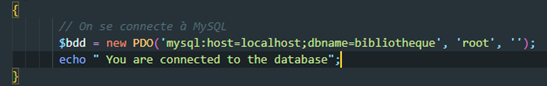 {
// On se connecte à MySQL
$bdd = new PDO('mysql:host=localhost;dbname=bibliotheque', 'root', '');
echo " You are connected to the database";
}